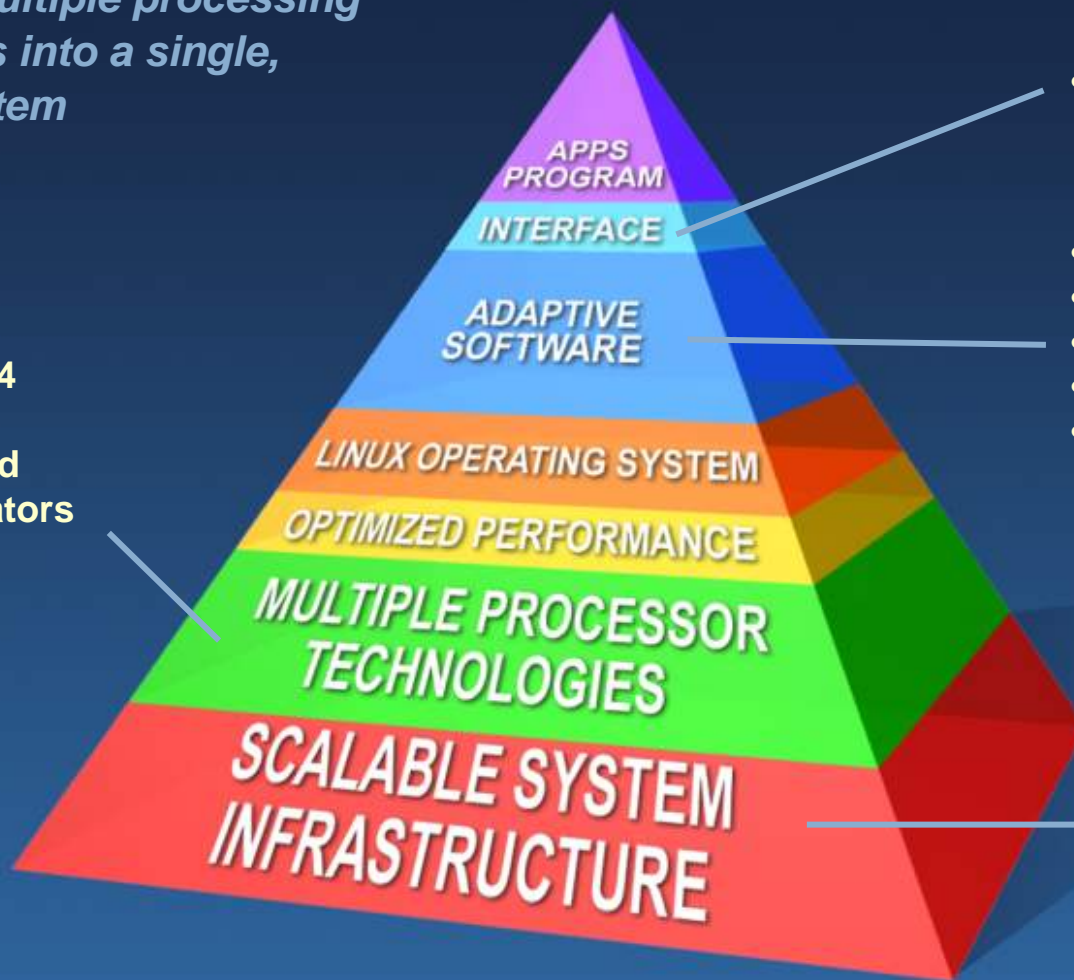 ultiple processing
s into a single,
tem
APPS
PROGRAM
INTERFACE
ADAPTIVE
SOFTWARE
4
d
ators
LINUX OPERATING SYSTEM
OPTIMIZED PERFORMANCE
MULTIPLE PROCESSOR
TECHNOLOGIES
SCALABLE SYSTEM
INFRASTRUCTURE